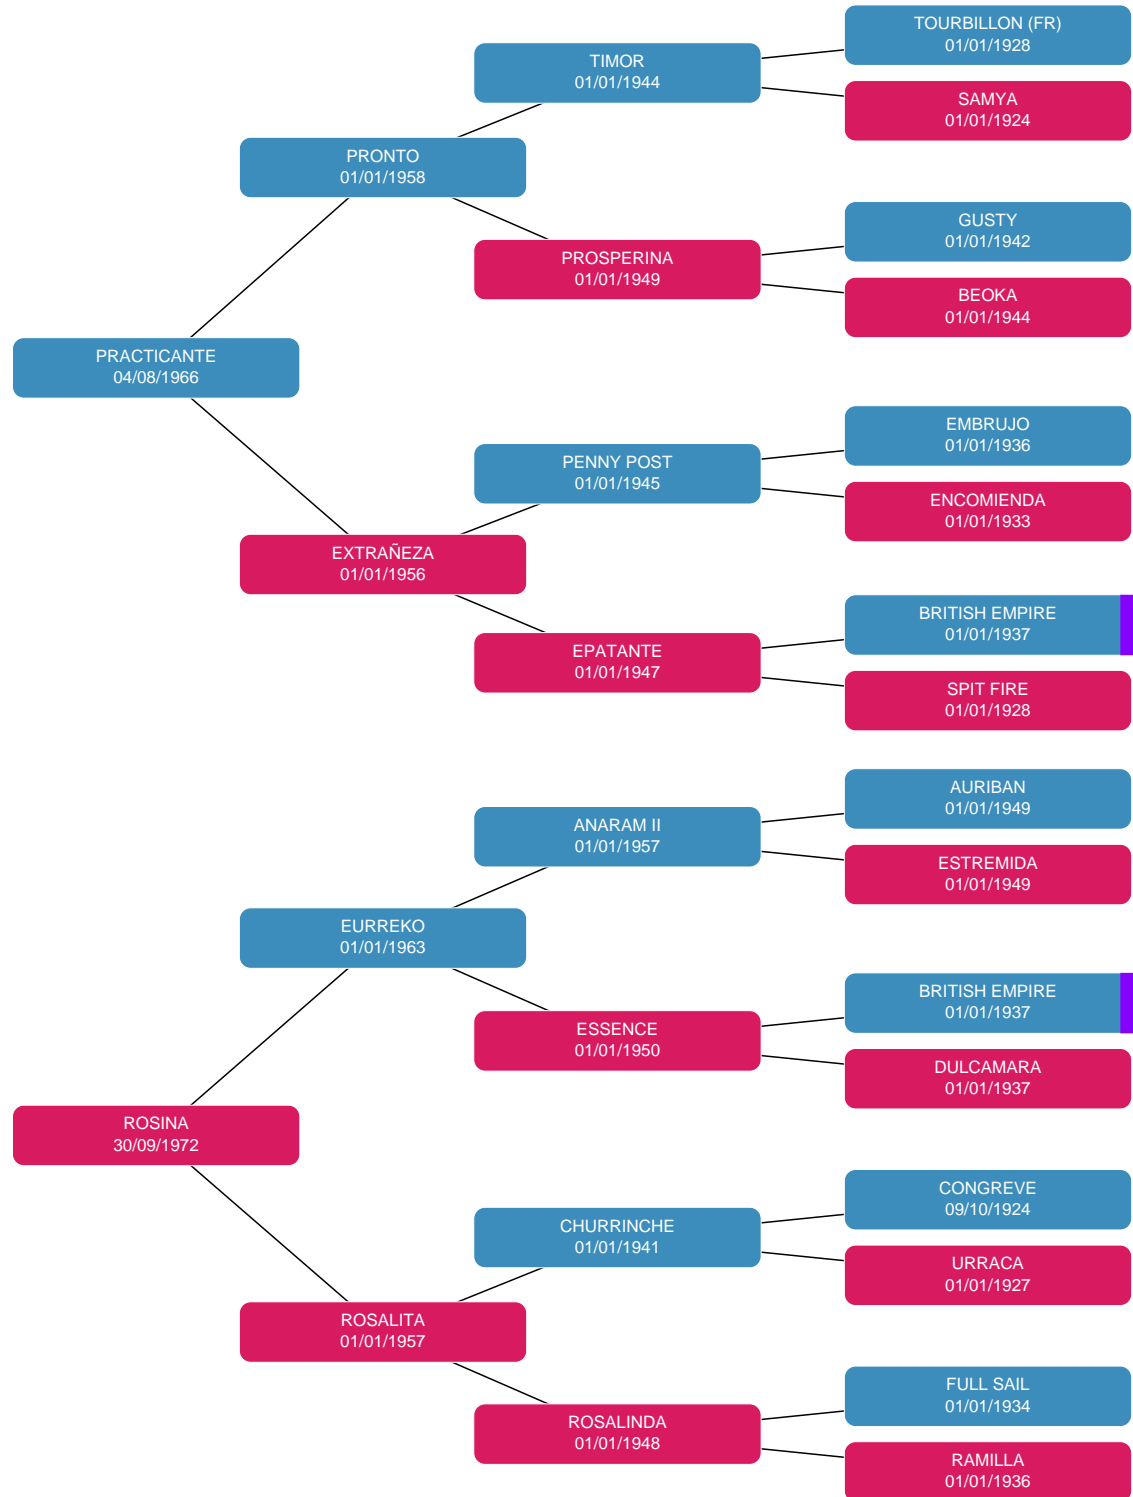 TOURBILLON (FR)
01/01/1928
TIMOR
01/01/1944
SAMYA
01/01/1924
PRONTO
01/01/1958
GUSTY
01/01/1942
PROSPERINA
01/01/1949
BEOKA
01/01/1944
PRACTICANTE
04/08/1966
EMBRUJO
01/01/1936
PENNY POST
01/01/1945
ENCOMIENDA
01/01/1933
EXTRAÑEZA
01/01/1956
BRITISH EMPIRE
01/01/1937
EPATANTE
01/01/1947
SPIT FIRE
01/01/1928
AURIBAN
01/01/1949
ANARAM II
01/01/1957
ESTREMIDA
01/01/1949
EURREKO
01/01/1963
BRITISH EMPIRE
01/01/1937
ESSENCE
01/01/1950
DULCAMARA
01/01/1937
ROSINA
30/09/1972
CONGREVE
09/10/1924
CHURRINCHE
01/01/1941
URRACA
01/01/1927
ROSALITA
01/01/1957
FULL SAIL
01/01/1934
ROSALINDA
01/01/1948
RAMILLA
01/01/1936